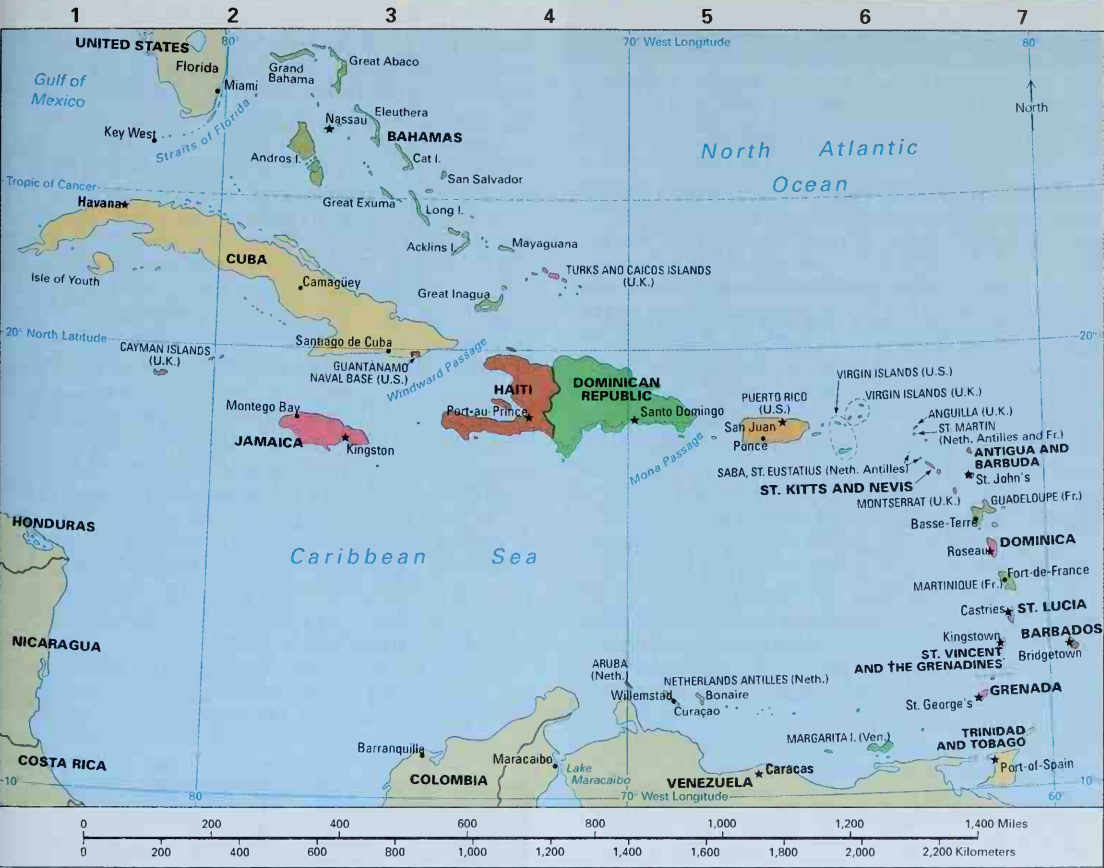 1 2 3 4 5 6 7
UNITED STATES
80°
70° West Longitude
80°
Florida
Gulf of
Mexico
Miami
Grand
Bahama
Great Abaco
North
Key West
Straits of Florida
Nassau
Eleuthera
BAHAMAS
Andros I.
Cat I.
San Salvador
North Atlantic
Ocean
Tropic of Cancer
Havana
Great Exuma
Long I.
Acklins I.
Mayaguana
CUBA
Isle of Youth
Camagüey
TURKS AND CAICOS ISLANDS
(U.K.)
Great Inagua
20° North Latitude
20°
CAYMAN ISLANDS
(U.K.)
Santiago de Cuba
GUANTANAMO
NAVAL BASE (U.S.)
Windward Passage
HAITI
Port-au-Prince
DOMINICAN
REPUBLIC
Santo Domingo
Montego Bay
JAMAICA
Kingston
Mona Passage
PUERTO RICO
(U.S.)
San Juan
Ponce
VIRGIN ISLANDS (U.S.)
VIRGIN ISLANDS (U.K.)
ANGUILLA (U.K.)
ST. MARTIN
(Neth. Antilles and Fr.)
ANTIGUA AND
BARBUDA
St. John's
SABA, ST. EUSTATIUS (Neth. Antilles)
ST. KITTS AND NEVIS
MONTSERRAT (U.K.)
GUADELOUPE (Fr.)
Basse-Terre
HONDURAS
Caribbean Sea
Roseau
DOMINICA
MARTINIQUE (Fr.)
Fort-de-France
Castries
ST. LUCIA
NICARAGUA
Kingstown
ST. VINCENT
AND THE GRENADINES
BARBADOS
Bridgetown
ARUBA
(Neth.)
NETHERLANDS ANTILLES (Neth.)
Willemstad
Bonaire
Curaçao
St. George's
GRENADA
MARGARITA I. (Ven.)
TRINIDAD
AND TOBAGO
Port-of-Spain
COSTA RICA
Barranquilla
COLOMBIA
Maracaibo
Lake
Maracaibo
VENEZUELA
Caracas
10
10
80
70° West Longitude
60°
0 200 400 600 800 1,000 1,200 1,400 Miles
0 200 400 600 800 1,000 1,200 1,400 1,600 1,800 2,000 2,200 Kilometers